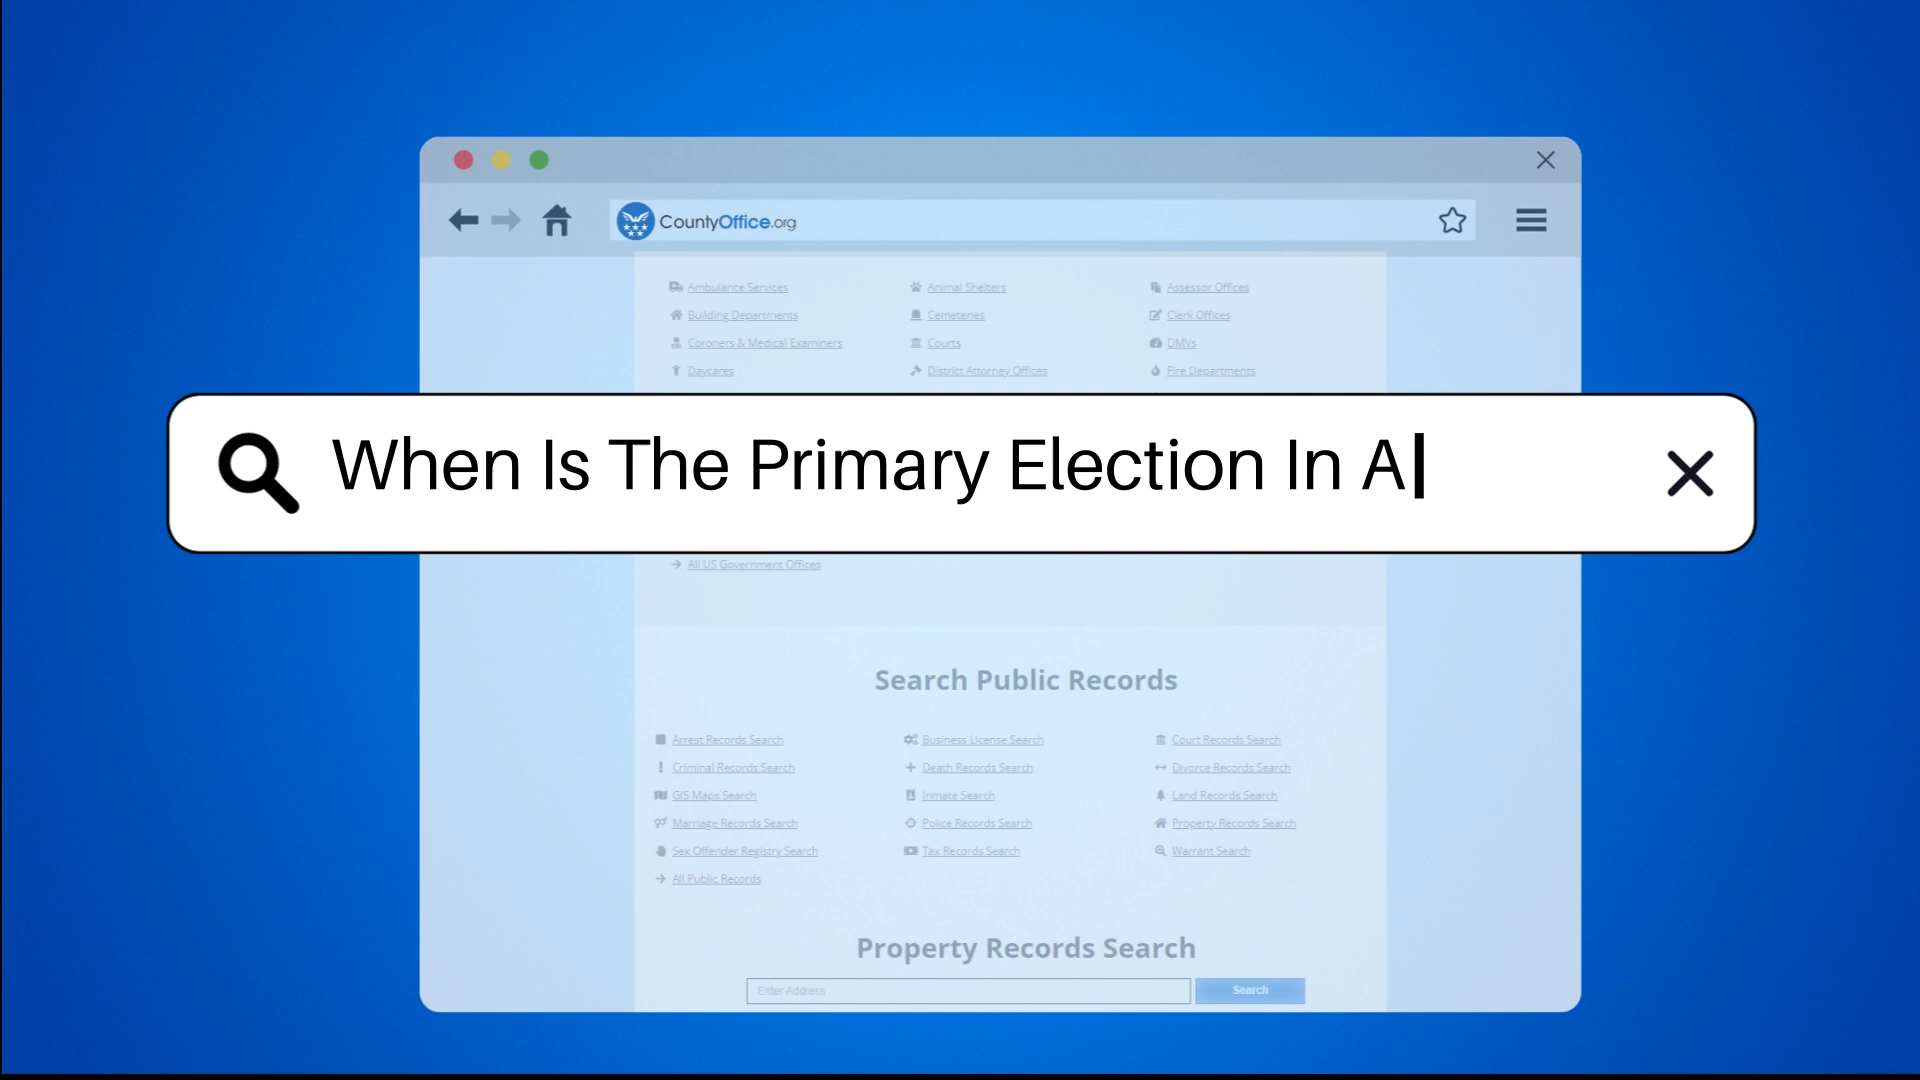 CountyOffice.org
Ambulance Services Animal Shelters Assessor Offices
Building Departments Cemeteries Clerk Offices
Coroners & Medical Examiners Courts DMVs
Daycares District Attorney Offices Fire Departments
When Is The Primary Election In A
All US Government Offices
Search Public Records
Arrest Records Search Business License Search Court Records Search
Criminal Records Search Death Records Search Divorce Records Search
GIS Maps Search Inmate Search Land Records Search
Marriage Records Search Police Records Search Property Records Search
Sex Offender Registry Search Tax Records Search Warrant Search
All Public Records
Property Records Search
Enter Address Search